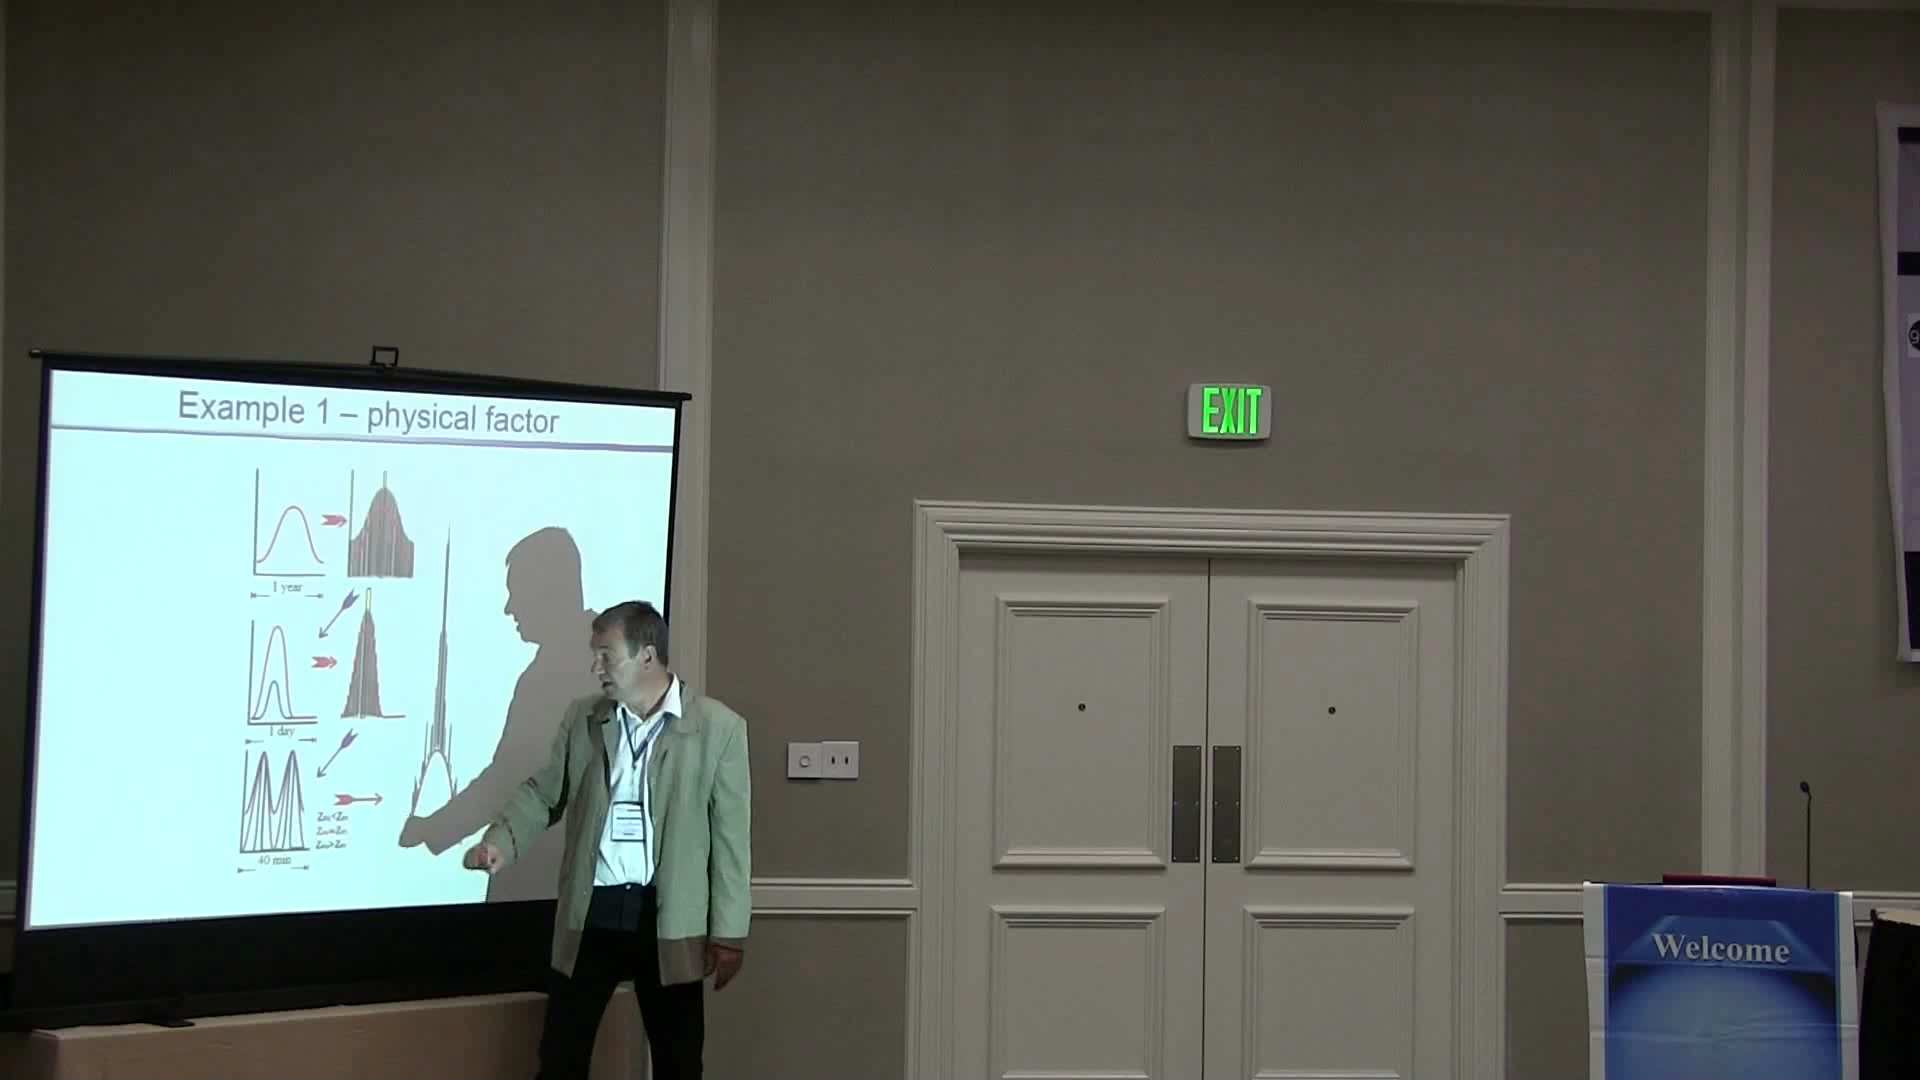 Example 1 – physical factor
1 year
1 day
40 min
EXIT
Welcome